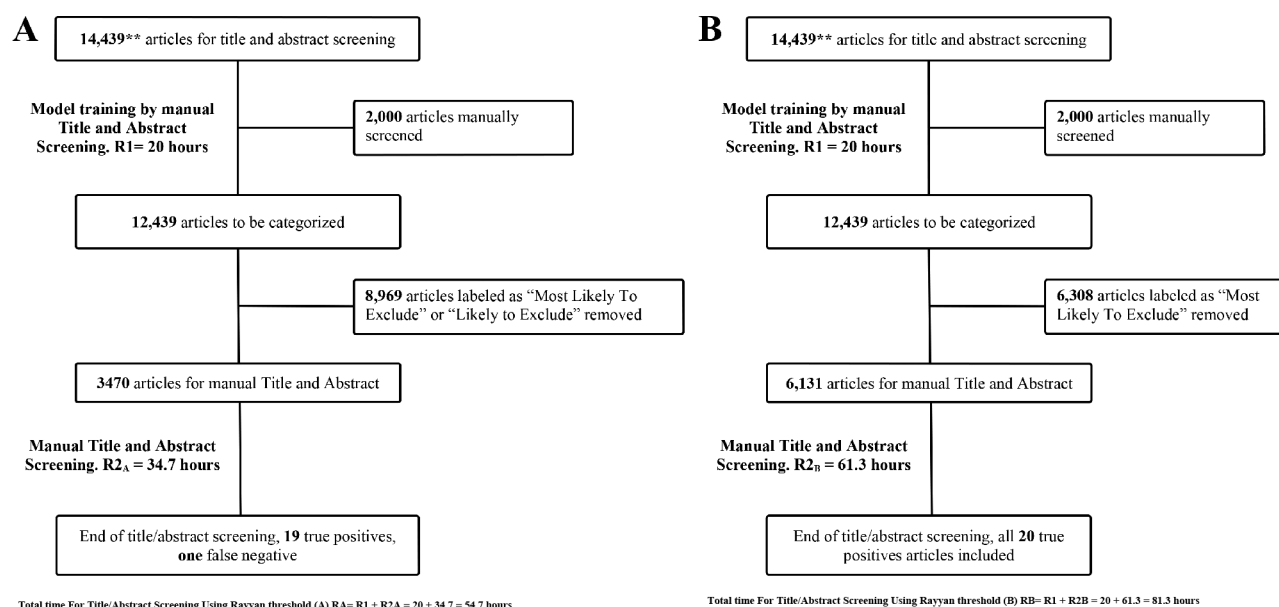 A
14,439** articles for title and abstract screening
Model training by manual
Title and Abstract
Screening. R1= 20 hours
2,000 articles manually
screened
12,439 articles to be categorized
8,969 articles labeled as “Most Likely To
Exclude” or “Likely to Exclude” removed
3470 articles for manual Title and Abstract
Manual Title and Abstract
Screening. R2A = 34.7 hours
End of title/abstract screening, 19 true positives,
one false negative
Total time For Title/Abstract Screening Using Rayyan threshold (A) RA= R1 + R2A = 20 + 34.7 = 54.7 hours
B
14,439** articles for title and abstract screening
Model training by manual
Title and Abstract
Screening. R1 = 20 hours
2,000 articles manually
screened
12,439 articles to be categorized
6,308 articles labeled as “Most
Likely To Exclude” removed
6,131 articles for manual Title and Abstract
Manual Title and Abstract
Screening. R2B = 61.3 hours
End of title/abstract screening, all 20 true
positives articles included
Total time For Title/Abstract Screening Using Rayyan threshold (B) RB= R1 + R2B = 20 + 61.3 = 81.3 hours